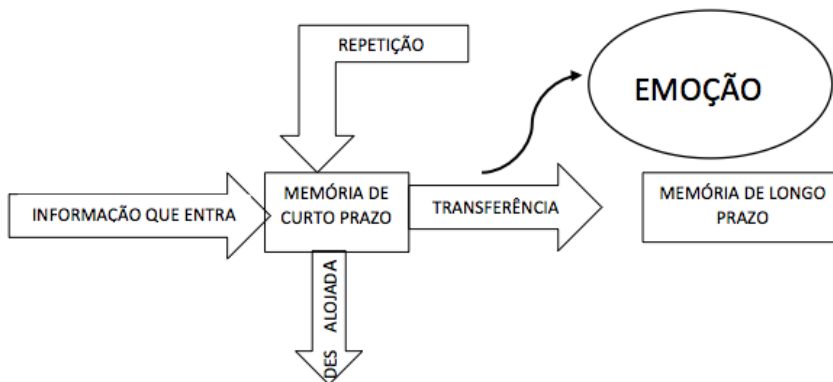 REPETIÇÃO
EMOÇÃO
INFORMAÇÃO QUE ENTRA
MEMÓRIA DE
CURTO PRAZO
TRANSFERÊNCIA
MEMÓRIA DE LONGO
PRAZO
DES ALOJADA